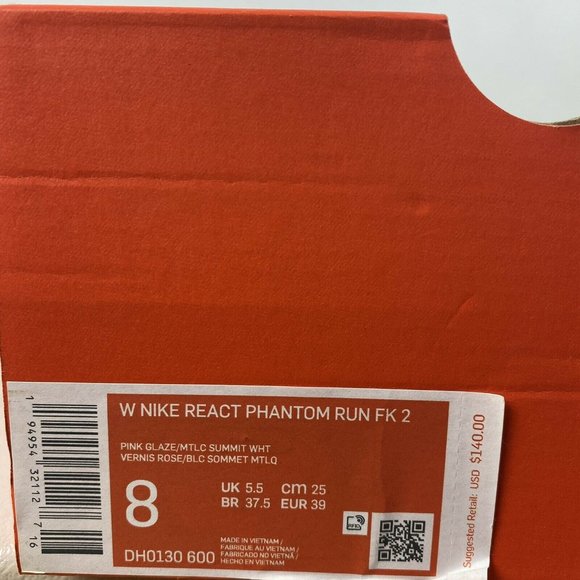 W NIKE REACT PHANTOM RUN FK 2
PINK GLAZE/MTLC SUMMIT WHT
VERNIS ROSE/BLC SOMMET MTLQ
8
UK 5.5 cm 25
BR 37.5 EUR 39
DH0130 600
MADE IN VIETNAM /
FABRIQUE AU VIETNAM /
FABRICADO NO VIETNÃ /
HECHO EN VIETNAM
1 94954 32112 7 16
Suggested Retail: USD $140.00